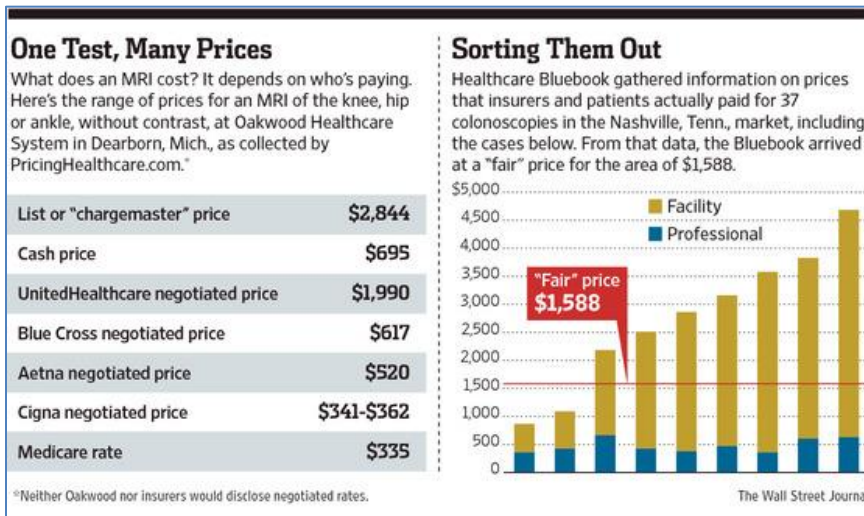 One Test, Many Prices
What does an MRI cost? It depends on who's paying.
Here's the range of prices for an MRI of the knee, hip
or ankle, without contrast, at Oakwood Healthcare
System in Dearborn, Mich., as collected by
PricingHealthcare.com.*
List or "chargemaster" price $2,844
Cash price $695
UnitedHealthcare negotiated price $1,990
Blue Cross negotiated price $617
Aetna negotiated price $520
Cigna negotiated price $341-$362
Medicare rate $335
*Neither Oakwood nor insurers would disclose negotiated rates.
Sorting Them Out
Healthcare Bluebook gathered information on prices
that insurers and patients actually paid for 37
colonoscopies in the Nashville, Tenn., market, including
the cases below. From that data, the Bluebook arrived
at a "fair" price for the area of $1,588.
$5,000
4,500
4,000
3,500
3,000
2,500
2,000
1,500
1,000
500
0
Facility
Professional
"Fair" price
$1,588
The Wall Street Journa